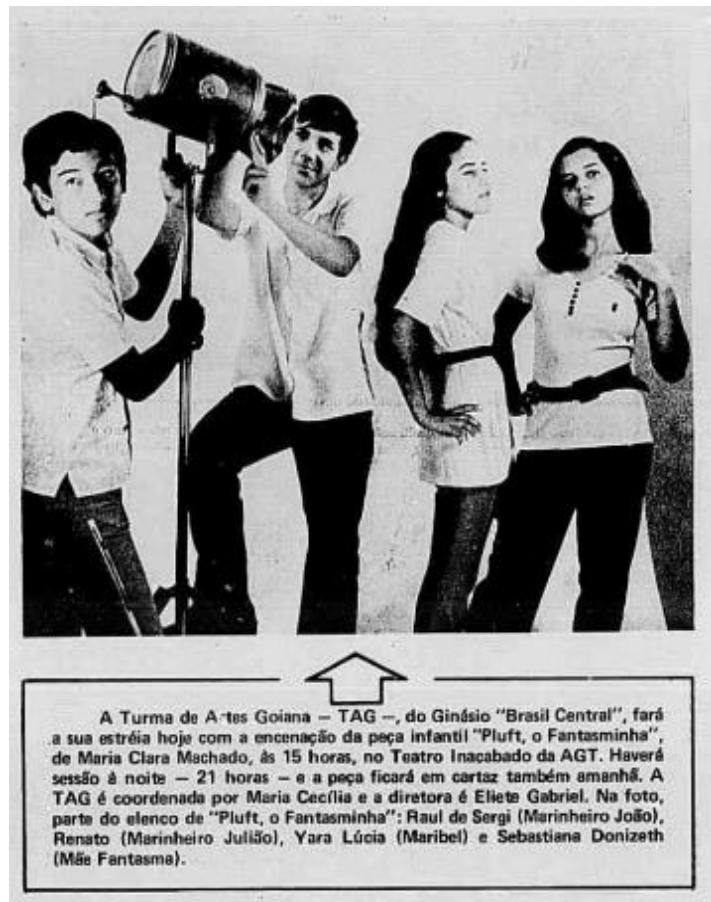 A Turma de Artes Goiana — TAG —, do Ginásio "Brasil Central", fará
a sua estréia hoje com a encenação da peça infantil "Pluft, o Fantasminha",
de Maria Clara Machado, ás 15 horas, no Teatro Inacabado da AGT. Haverá
sessão à noite — 21 horas — e a peça ficará em cartaz também amanhã. A
TAG é coordenada por Maria Cecília e a diretora é Eliete Gabriel. Na foto,
parte do elenco de "Pluft, o Fantasminha": Raul de Sergi (Marinheiro João),
Renato (Marinheiro Julião), Yara Lúcia (Maribel) e Sebastiana Donizeth
(Mãe Fantasma).